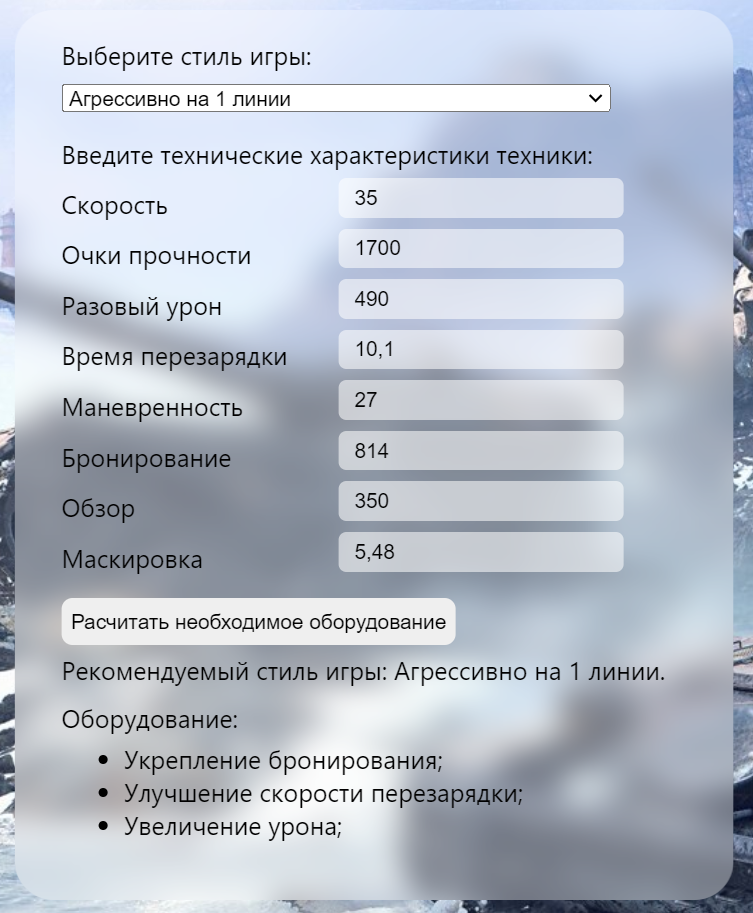 Выберите стиль игры:
Агрессивно на 1 линии
Введите технические характеристики техники:
Скорость 35
Очки прочности 1700
Разовый урон 490
Время перезарядки 10,1
Маневренность 27
Бронирование 814
Обзор 350
Маскировка 5,48
Расчитать необходимое оборудование
Рекомендуемый стиль игры: Агрессивно на 1 линии.
Оборудование:
• Укрепление бронирования;
• Улучшение скорости перезарядки;
• Увеличение урона;